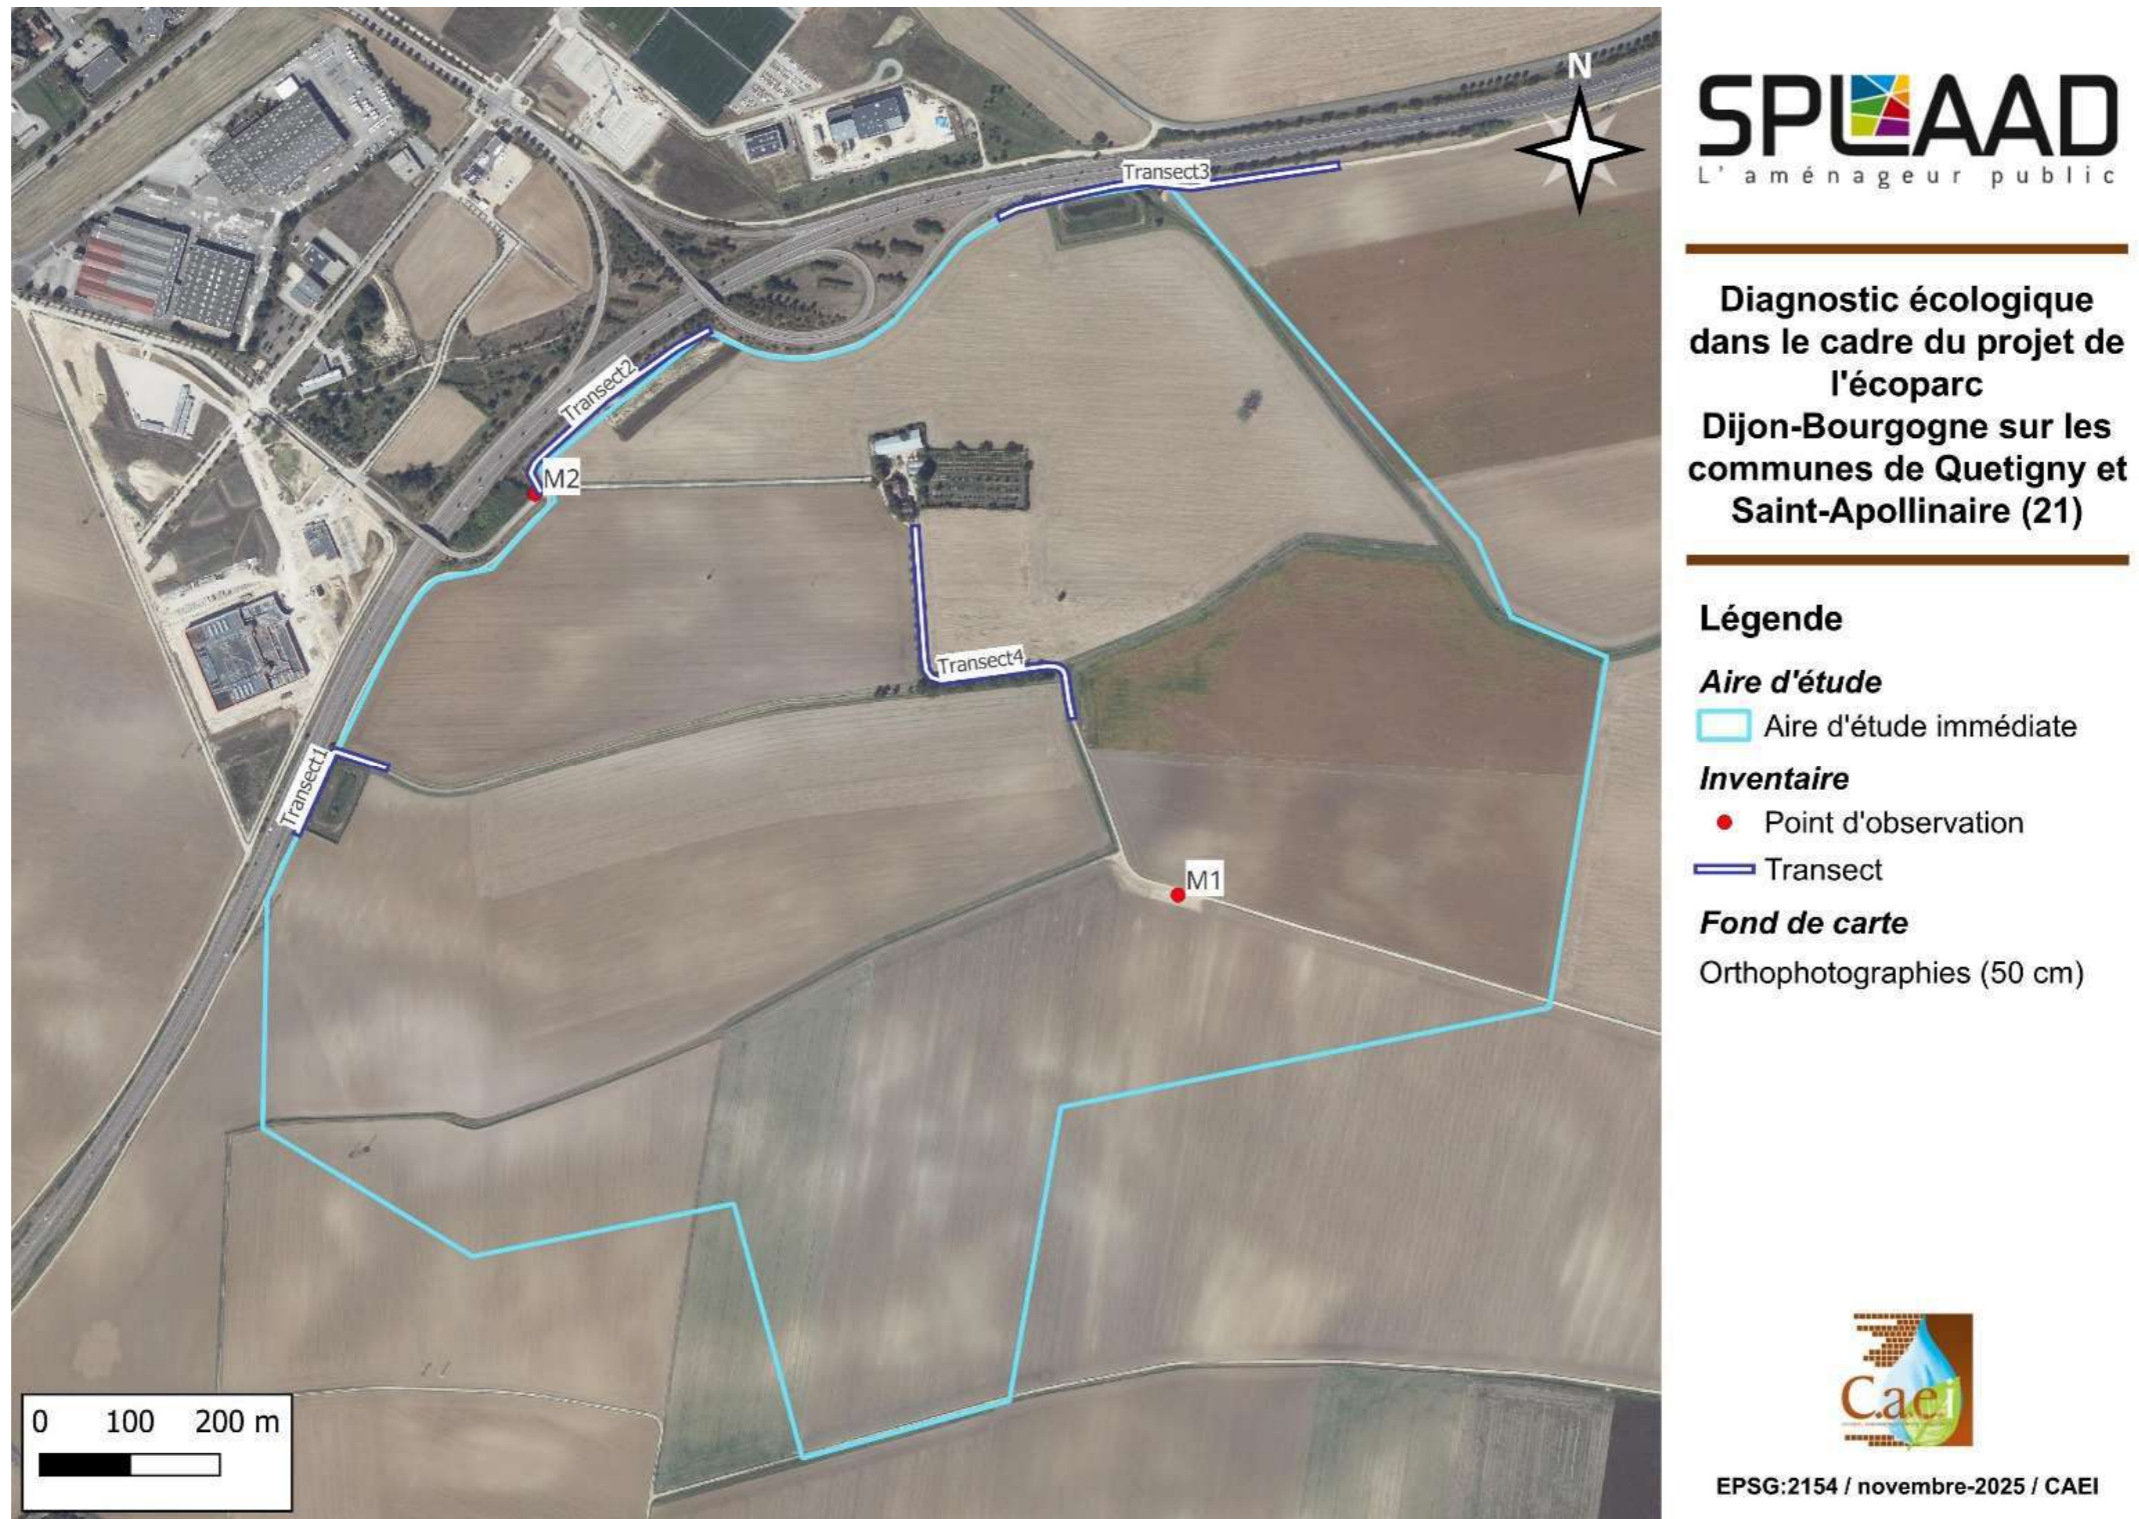 N
Transect3
Transect2
M2
Transect4
Transect1
M1
0 100 200 m
SPLAAD
L'aménageur public
Diagnostic écologique
dans le cadre du projet de
l'écoparc
Dijon-Bourgogne sur les
communes de Quetigny et
Saint-Apollinaire (21)
Légende
Aire d'étude
Aire d'étude immédiate
Inventaire
Point d'observation
Transect
Fond de carte
Orthophotographies (50 cm)
C.a.e.i
EPSG:2154 / novembre-2025 / CAEI